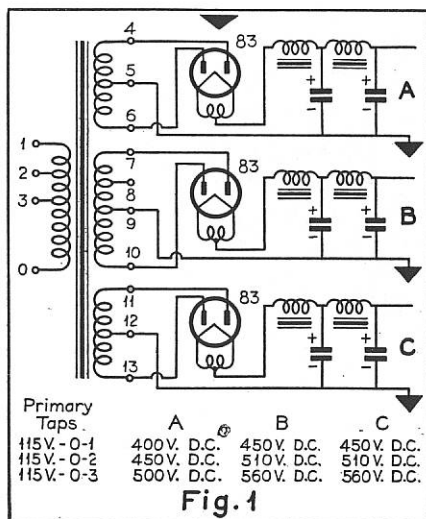 4
83
5
A
6
1
7
83
2
8
3
B
9
0
10
11
83
12
C
13
Primary
Taps A B C
115V.-0-1 400V. D.C. 450V. D.C. 450V. D.C.
115V.-0-2 450V. D.C. 510V. D.C. 510V. D.C.
115V.-0-3 500V. D.C. 560V. D.C. 560V. D.C.
Fig. 1